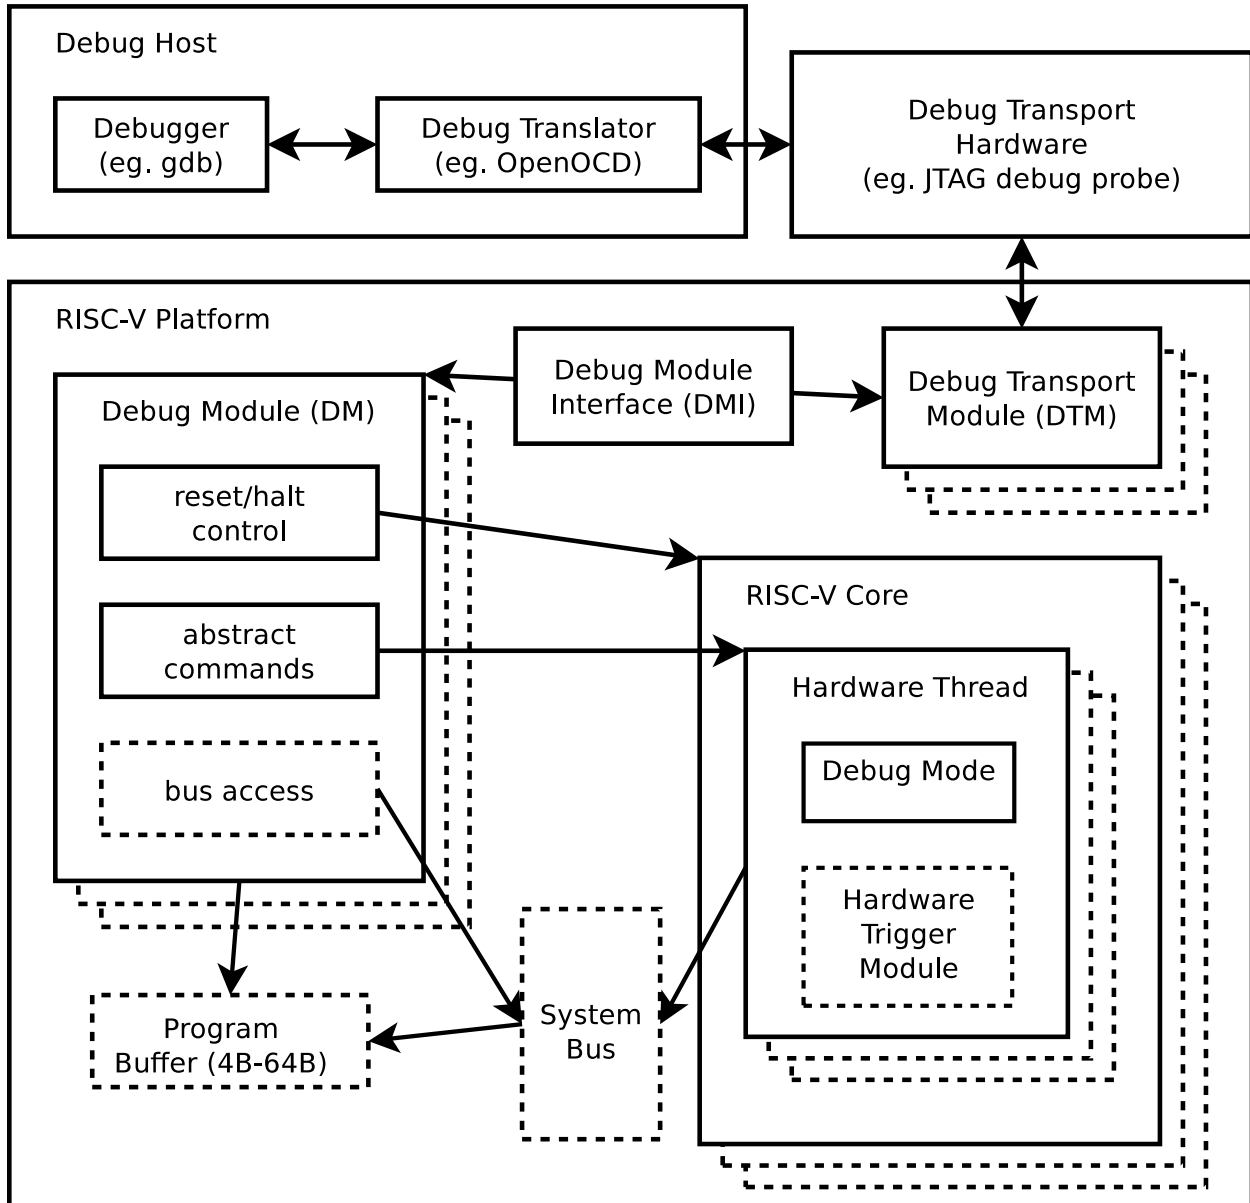 Debug Host
Debugger
(eg. gdb)
Debug Translator
(eg. OpenOCD)
Debug Transport
Hardware
(eg. JTAG debug probe)
RISC-V Platform
Debug Module (DM)
Debug Module
Interface (DMI)
Debug Transport
Module (DTM)
reset/halt
control
abstract
commands
bus access
RISC-V Core
Hardware Thread
Debug Mode
Hardware
Trigger
Module
System
Bus
Program
Buffer (4B-64B)